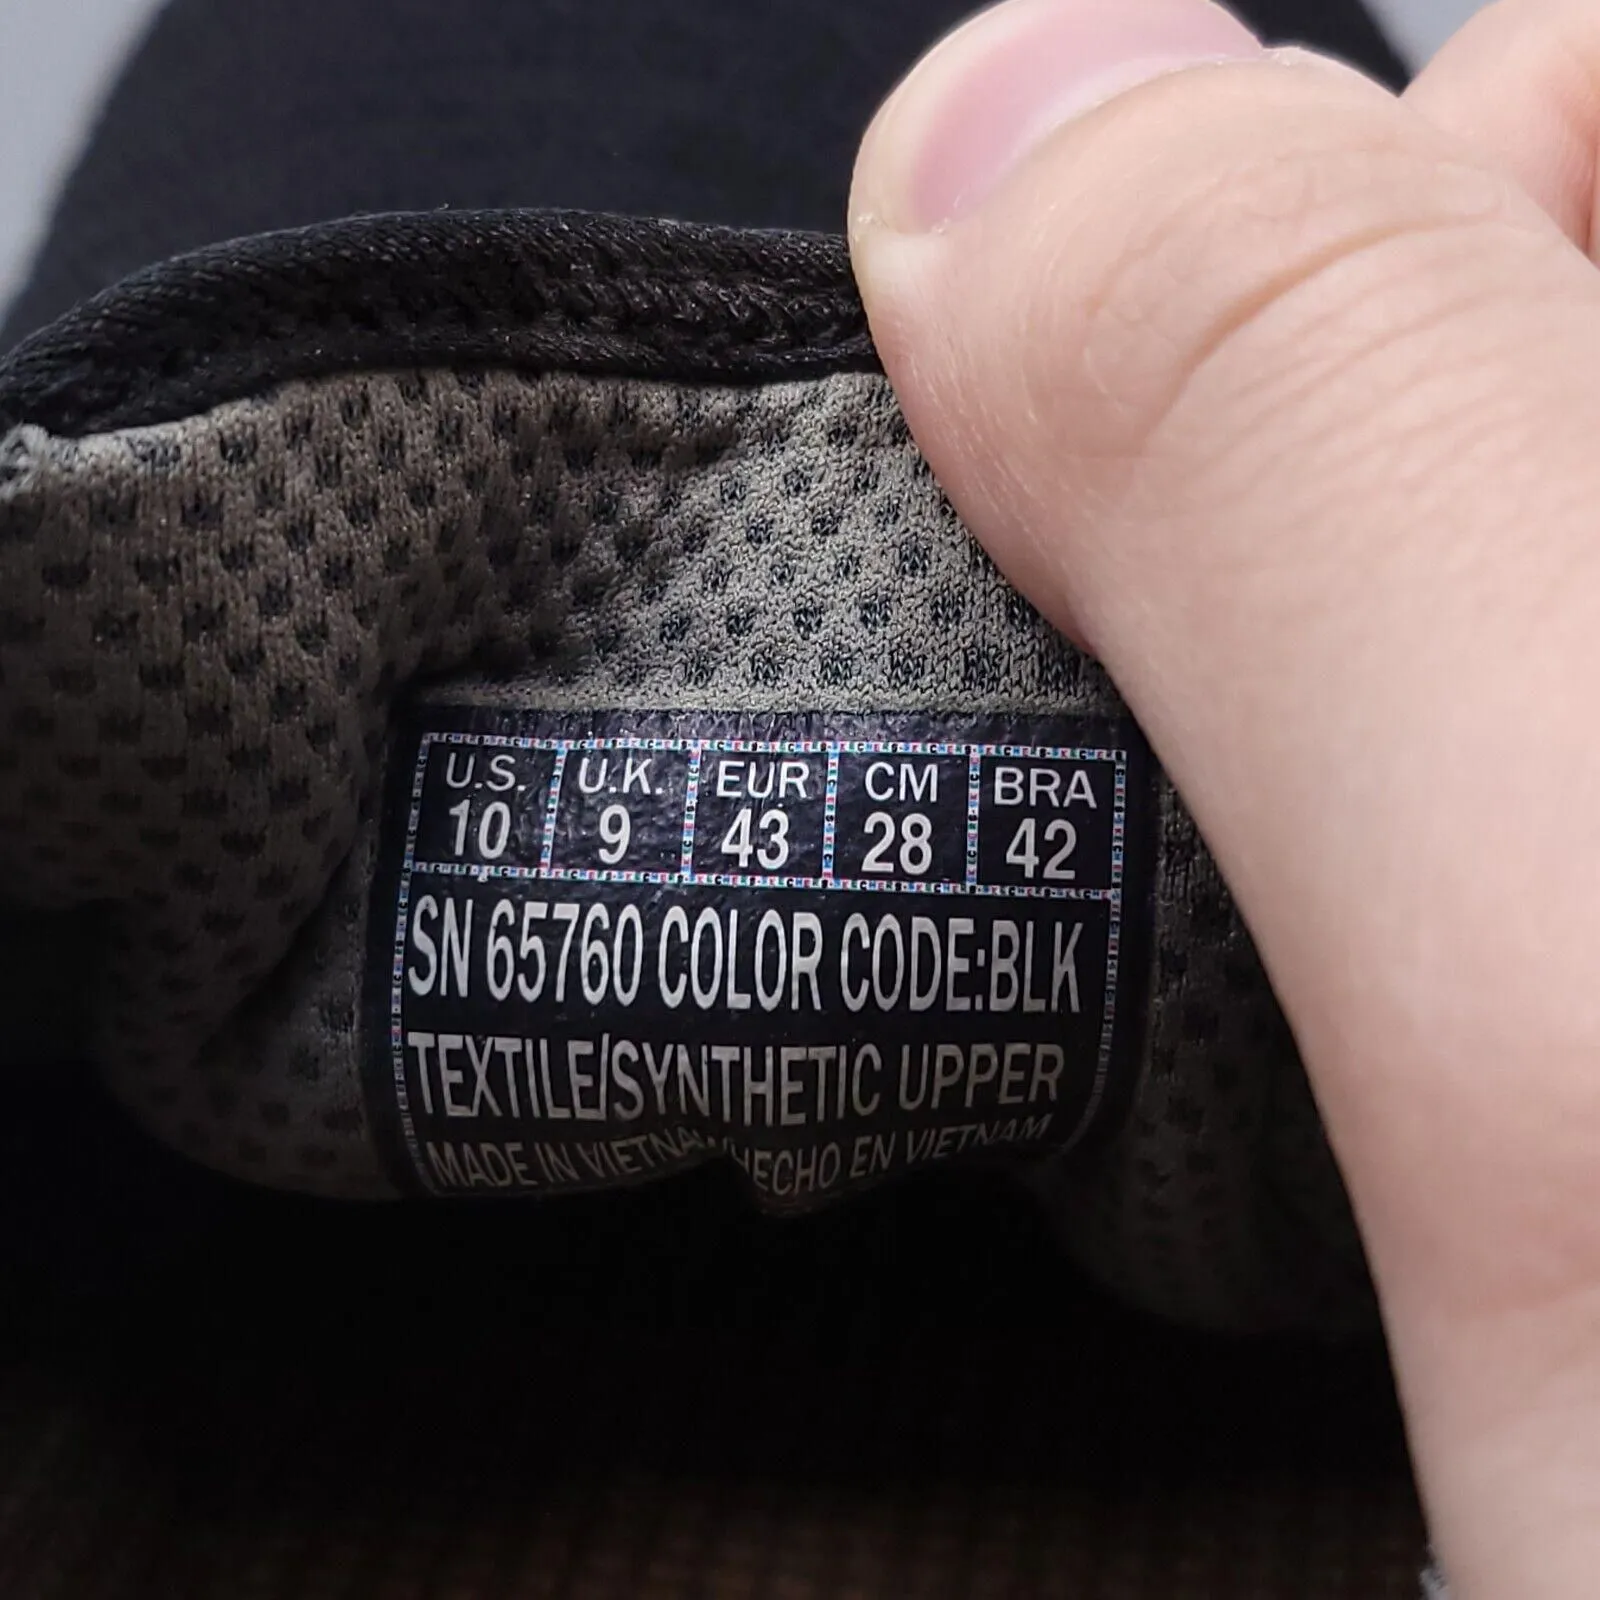 U.S. U.K. EUR CM BRA
10 9 43 28 42
SN 65760 COLOR CODE:BLK
TEXTILE/SYNTHETIC UPPER
MADE IN VIETNAM/HECHO EN VIETNAM